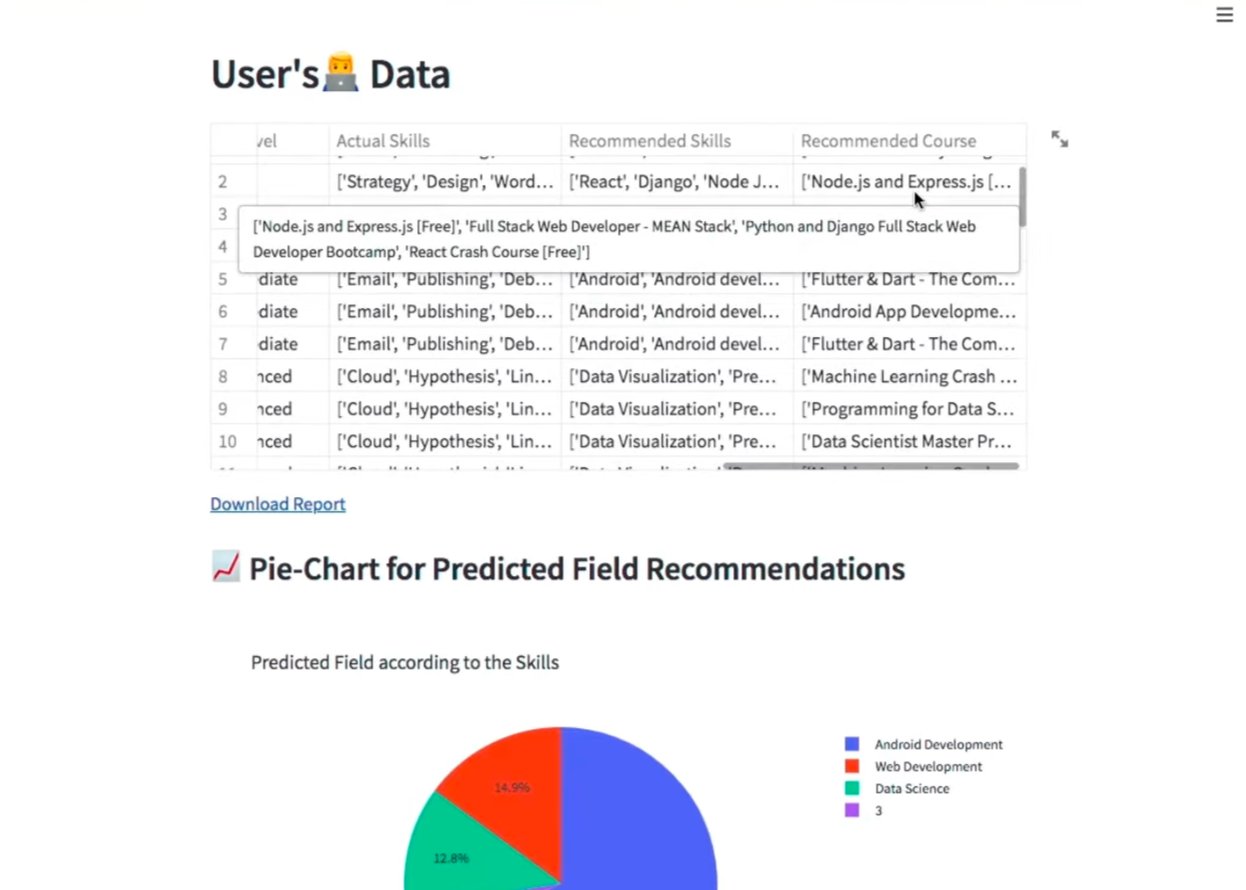 User's Data
vel Actual Skills Recommended Skills Recommended Course
2 ['Strategy', 'Design', 'Word... ['React', 'Django', 'Node J... ['Node.js and Express.js [...
3
['Node.js and Express.js [Free]', 'Full Stack Web Developer - MEAN Stack', 'Python and Django Full Stack Web
4
Developer Bootcamp', 'React Crash Course [Free]']
5 diate ['Email', 'Publishing', 'Deb... ['Android', 'Android devel... ['Flutter & Dart - The Com...
6 diate ['Email', 'Publishing', 'Deb... ['Android', 'Android devel... ['Android App Developme...
7 diate ['Email', 'Publishing', 'Deb... ['Android', 'Android devel... ['Flutter & Dart - The Com...
8 nced ['Cloud', 'Hypothesis', 'Lin... ['Data Visualization', 'Pre... ['Machine Learning Crash ...
9 nced ['Cloud', 'Hypothesis', 'Lin... ['Data Visualization', 'Pre... ['Programming for Data S...
10 nced ['Cloud', 'Hypothesis', 'Lin... ['Data Visualization', 'Pre... ['Data Scientist Master Pr...
Download Report
Pie-Chart for Predicted Field Recommendations
Predicted Field according to the Skills
Android Development
Web Development
Data Science
3
14.9%
12.8%